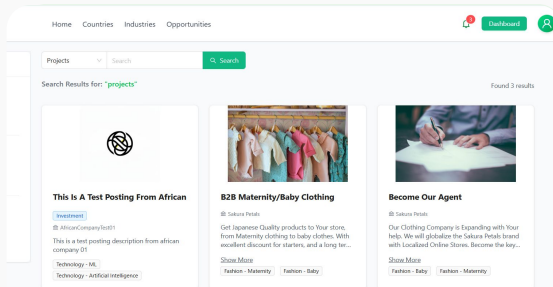 Home Countries Industries Opportunities
3 Dashboard
Projects Search Search
Search Results for: "projects" Found 3 results
This Is A Test Posting From African
Investment
AfricanCompanyTest01
This is a test posting description from african
company 01
Technology - ML
Technology - Artificial Intelligence
B2B Maternity/Baby Clothing
Sakura Petals
Get Japanese Quality products to Your store,
from Maternity clothing to baby clothes. With
excellent discount for starters, and a long ter...
Show More
Fashion - Maternity Fashion - Baby
Become Our Agent
Sakura Petals
Our Clothing Company is Expanding with Your
help. We will globalize the Sakura Petals brand
with Localized Online Stores. Become the key...
Show More
Fashion - Baby Fashion - Maternity